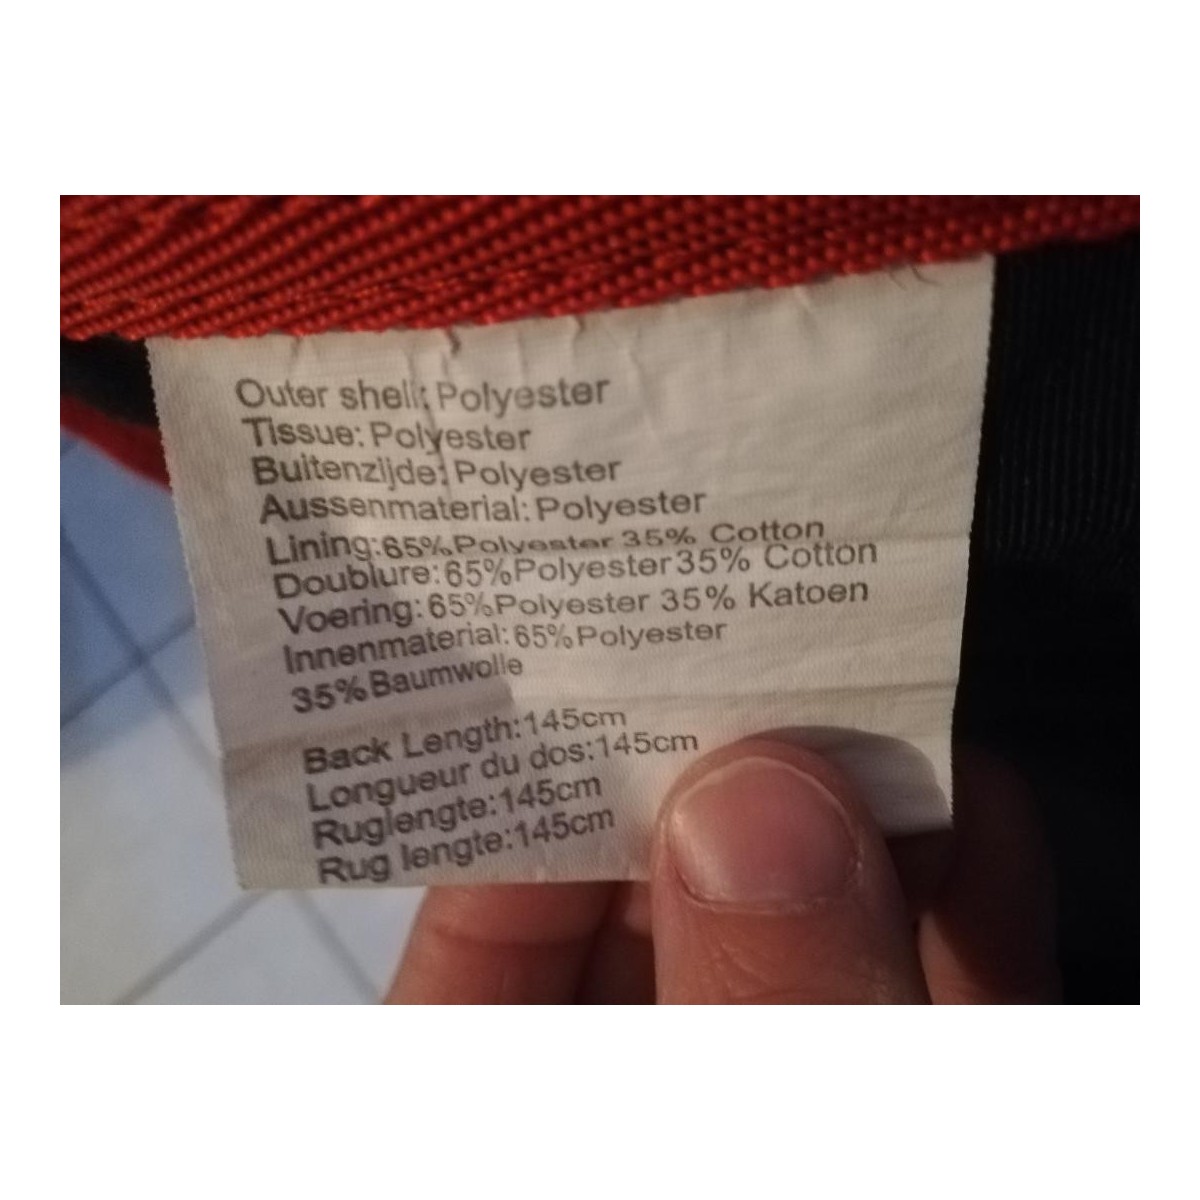 Outer shell: Polyester
Tissue: Polyester
Buitenzijde: Polyester
Aussenmaterial: Polyester
Lining:65%Polyester 35% Cotton
Doublure:65%Polyester35% Cotton
Voering:65%Polyester 35% Katoen
Innenmaterial:65%Polyester
35%Baumwolle
Back Length:145cm
Longueur du dos:145cm
Ruglengte:145cm
Rug lengte:145cm